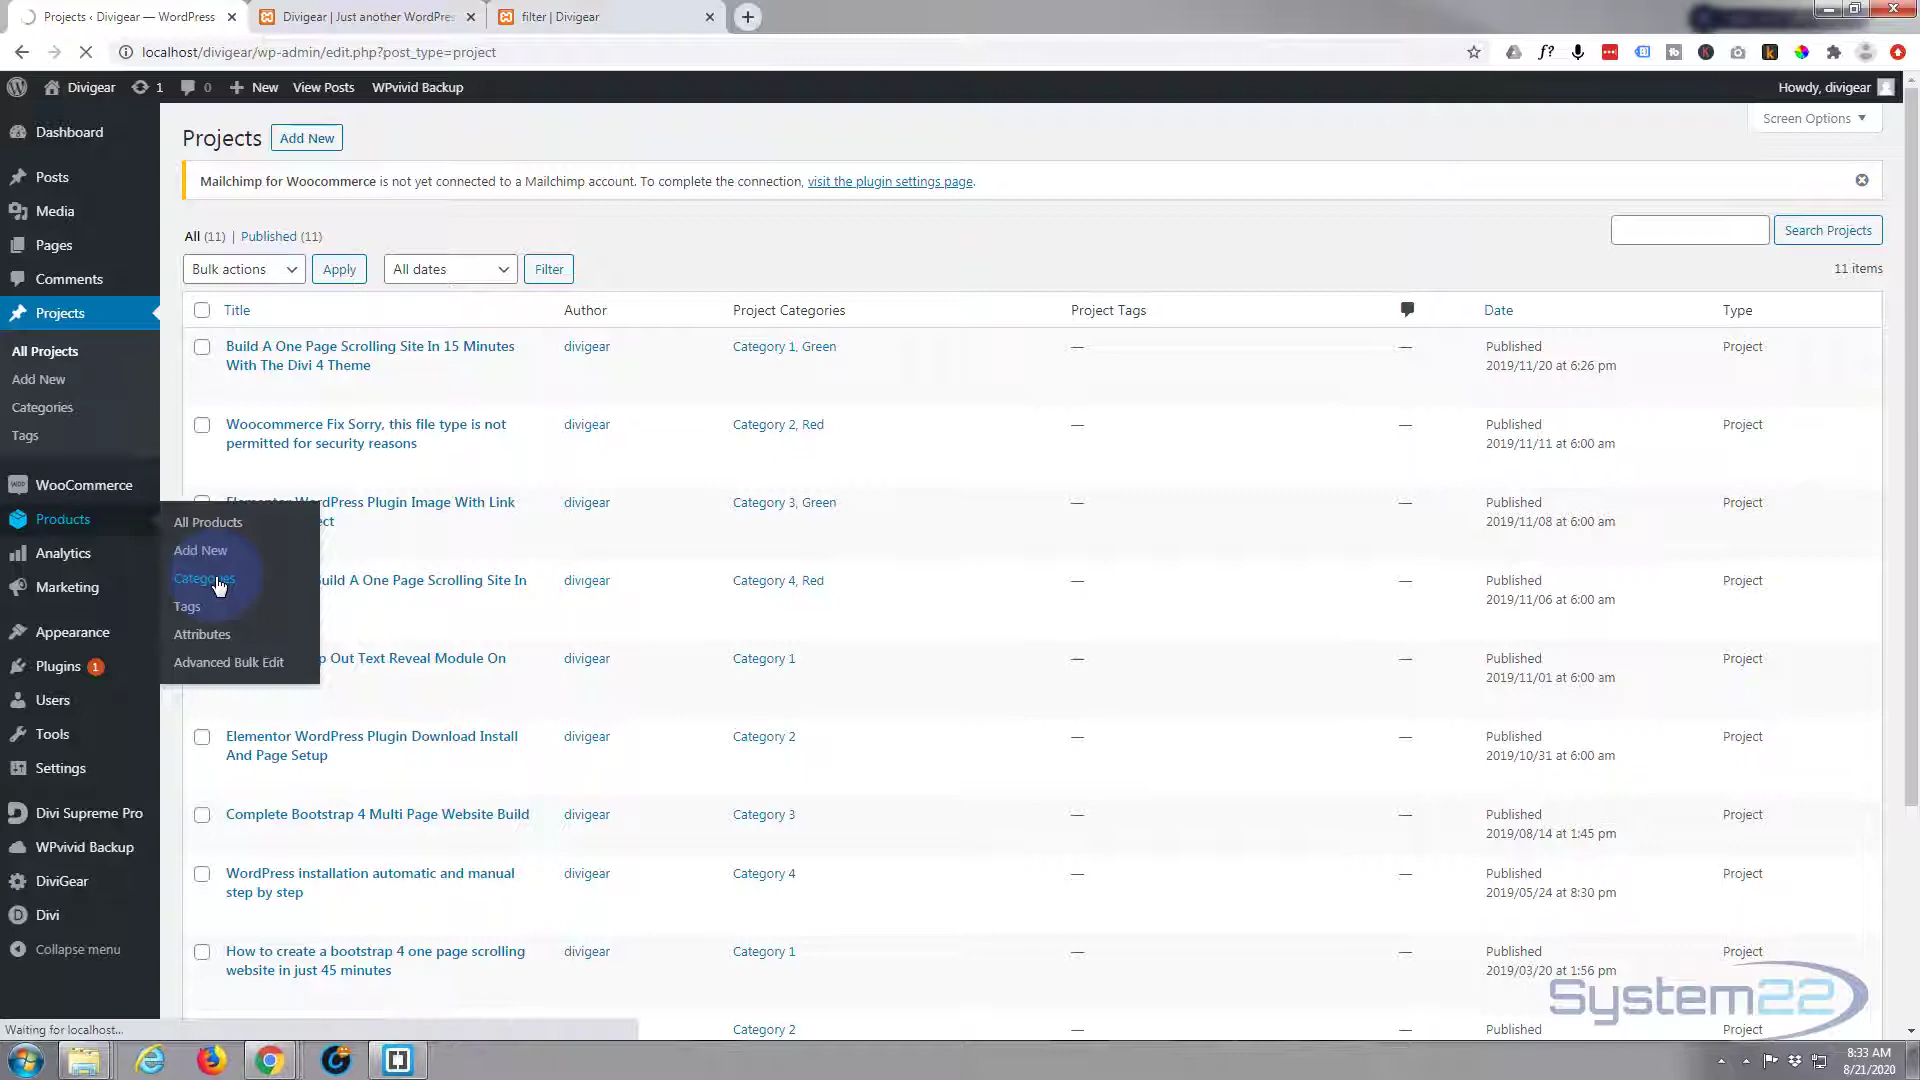 Projects ‹ Divigear — WordPress
Divigear | Just another WordPres
filter | Divigear
localhost/divigear/wp-admin/edit.php?post_type=project
Divigear 1 0 New View Posts WPvivid Backup Howdy, divigear
Screen Options
Dashboard
Posts
Media
Pages
Comments
Projects
All Projects
Add New
Categories
Tags
WooCommerce
Products
Analytics
Marketing
Appearance
Plugins 1
Users
Tools
Settings
Divi Supreme Pro
WPvivid Backup
DiviGear
Divi
Collapse menu
All Products
Add New
Categories
Tags
Attributes
Advanced Bulk Edit
Projects Add New
Mailchimp for Woocommerce is not yet connected to a Mailchimp account. To complete the connection, visit the plugin settings page.
All (11) | Published (11)
Search Projects
Bulk actions Apply All dates Filter
11 items
Title Author Project Categories Project Tags Date Type
Build A One Page Scrolling Site In 15 Minutes
With The Divi 4 Theme
divigear Category 1, Green — — Published
2019/11/20 at 6:26 pm
Project
Woocommerce Fix Sorry, this file type is not
permitted for security reasons
divigear Category 2, Red — — Published
2019/11/11 at 6:00 am
Project
Elementor WordPress Plugin Image With Link
ect
divigear Category 3, Green — — Published
2019/11/08 at 6:00 am
Project
uild A One Page Scrolling Site In
divigear Category 4, Red — — Published
2019/11/06 at 6:00 am
Project
p Out Text Reveal Module On
divigear Category 1 — — Published
2019/11/01 at 6:00 am
Project
Elementor WordPress Plugin Download Install
And Page Setup
divigear Category 2 — — Published
2019/10/31 at 6:00 am
Project
Complete Bootstrap 4 Multi Page Website Build
divigear Category 3 — — Published
2019/08/14 at 1:45 pm
Project
WordPress installation automatic and manual
step by step
divigear Category 4 — — Published
2019/05/24 at 8:30 pm
Project
How to create a bootstrap 4 one page scrolling
website in just 45 minutes
divigear Category 1 — — Published
2019/03/20 at 1:56 pm
Project
Category 2 — — Published
Project
System22
Waiting for localhost...
8:33 AM
8/21/2020